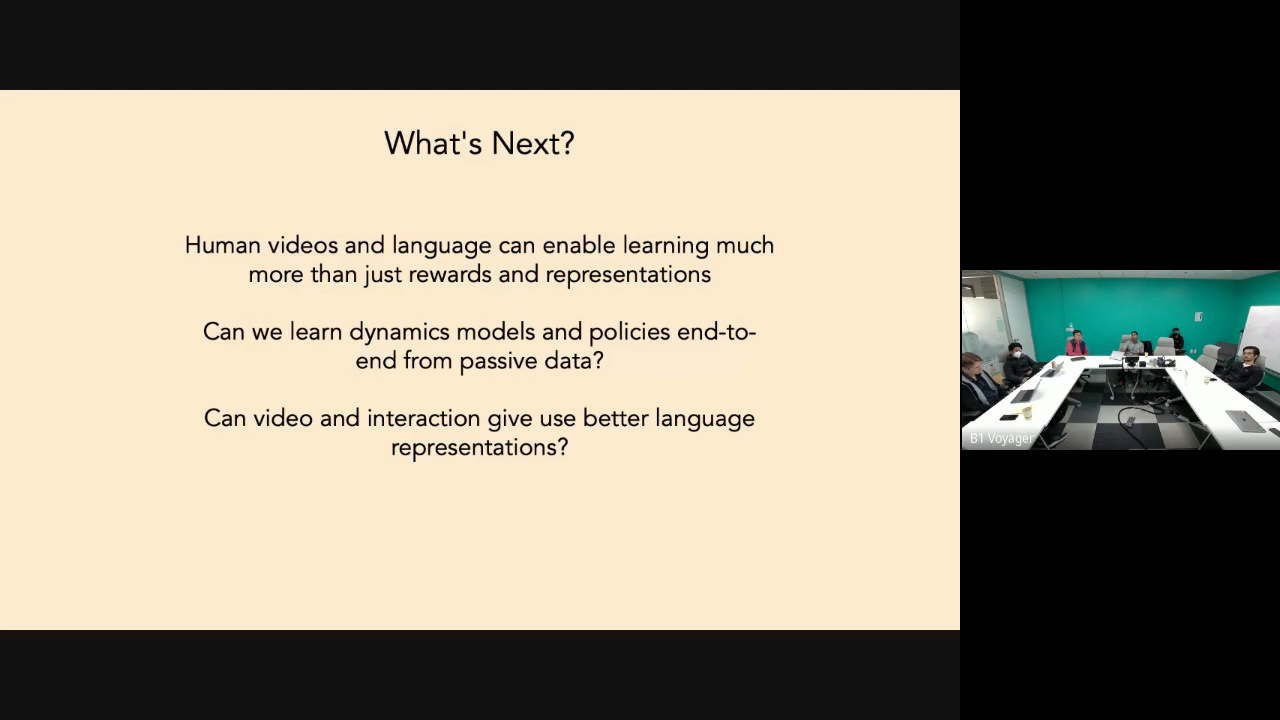 What's Next?
Human videos and language can enable learning much
more than just rewards and representations
Can we learn dynamics models and policies end-to-
end from passive data?
Can video and interaction give use better language
representations?
B1 Voyager